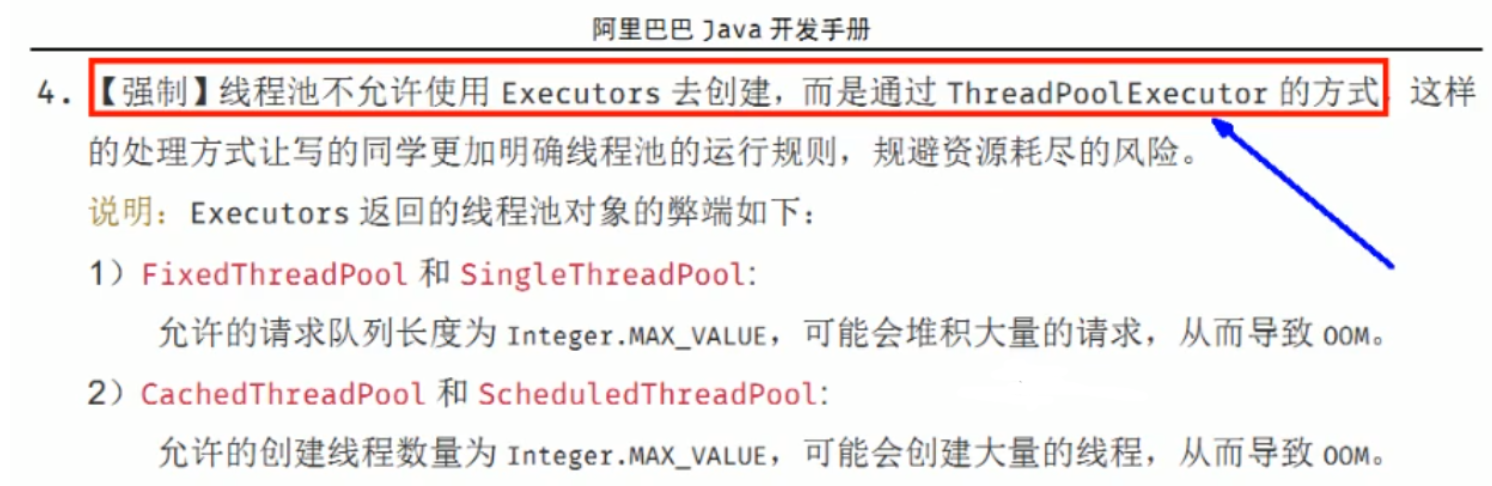 阿里巴巴 Java 开发手册
4. 【强制】线程池不允许使用 Executors 去创建，而是通过 ThreadPoolExecutor 的方式，这样
的处理方式让写的同学更加明确线程池的运行规则，规避资源耗尽的风险。
说明：Executors 返回的线程池对象的弊端如下：
1）FixedThreadPool 和 SingleThreadPool:
允许的请求队列长度为 Integer.MAX_VALUE，可能会堆积大量的请求，从而导致 OOM。
2）CachedThreadPool 和 ScheduledThreadPool:
允许的创建线程数量为 Integer.MAX_VALUE，可能会创建大量的线程，从而导致 OOM。